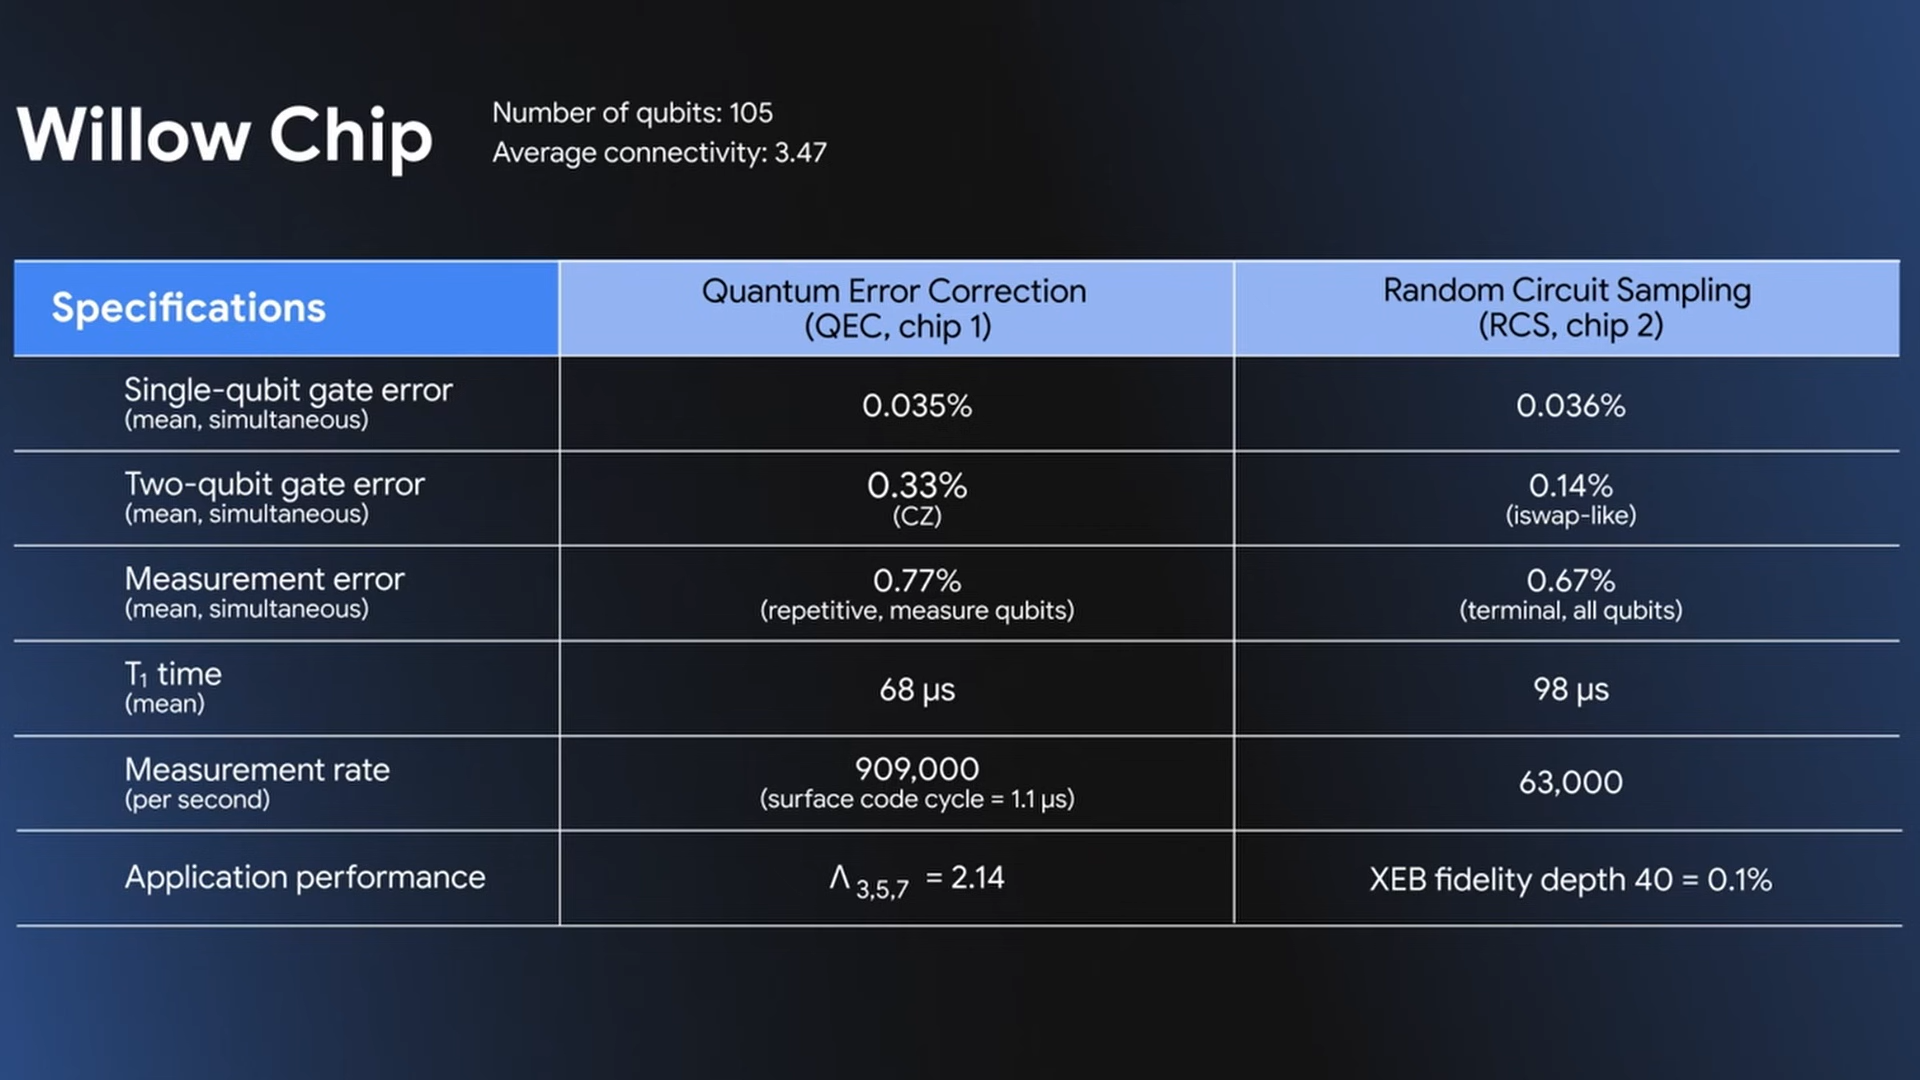 Willow Chip
Number of qubits: 105
Average connectivity: 3.47
Specifications
Quantum Error Correction
(QEC, chip 1)
Random Circuit Sampling
(RCS, chip 2)
Single-qubit gate error
(mean, simultaneous)
0.035%
0.036%
Two-qubit gate error
(mean, simultaneous)
0.33%
(CZ)
0.14%
(iswap-like)
Measurement error
(mean, simultaneous)
0.77%
(repetitive, measure qubits)
0.67%
(terminal, all qubits)
T₁ time
(mean)
68 µs
98 µs
Measurement rate
(per second)
909,000
(surface code cycle = 1.1 µs)
63,000
Application performance
Λ 3,5,7 = 2.14
XEB fidelity depth 40 = 0.1%